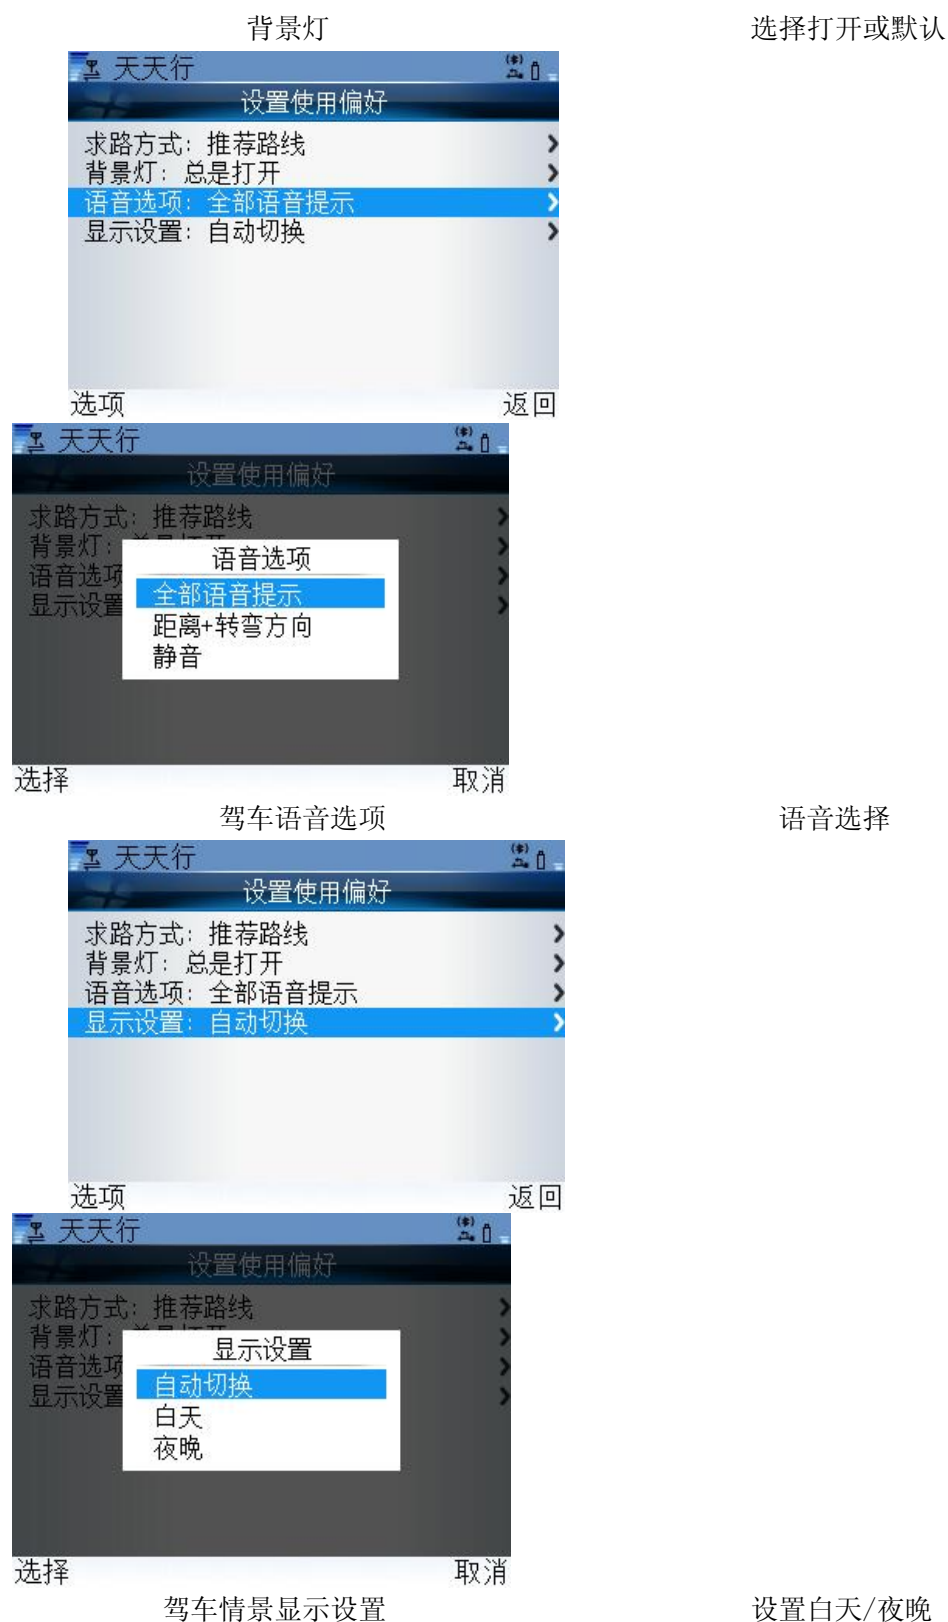 背景灯 选择打开或默认
天天行
设置使用偏好
求路方式：推荐路线
背景灯：总是打开
语音选项：全部语音提示
显示设置：自动切换
选项 返回
天天行
设置使用偏好
求路方式：推荐路线
背景灯：
语音选项
显示设置
语音选项
全部语音提示
距离+转弯方向
静音
选择 取消
驾车语音选项 语音选择
天天行
设置使用偏好
求路方式：推荐路线
背景灯：总是打开
语音选项：全部语音提示
显示设置：自动切换
选项 返回
天天行
设置使用偏好
求路方式：推荐路线
背景灯：
语音选项
显示设置
显示设置
自动切换
白天
夜晚
选择 取消
驾车情景显示设置 设置白天/夜晚